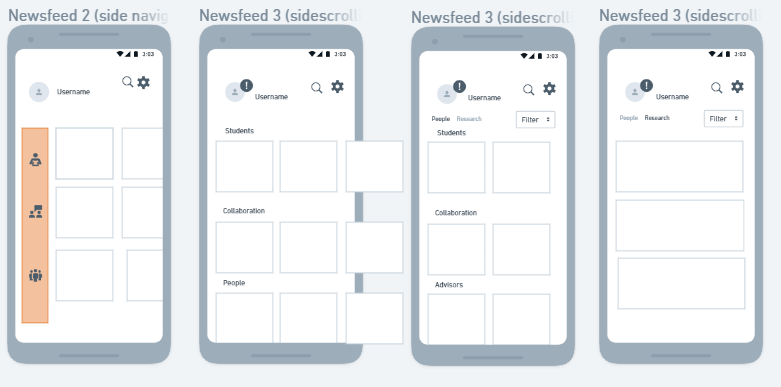 Newsfeed 2 (side navig
3:03
Username
Newsfeed 3 (sidescroll
3:03
!
Username
Students
Collaboration
People
Newsfeed 3 (sidescroll
3:03
!
Username
People Research
Filter
Students
Collaboration
Advisors
Newsfeed 3 (sidescroll
3:03
!
Username
People Research
Filter